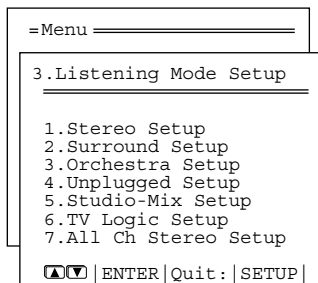 =Menu
3.Listening Mode Setup
1.Stereo Setup
2.Surround Setup
3.Orchestra Setup
4.Unplugged Setup
5.Studio-Mix Setup
6.TV Logic Setup
7.All Ch Stereo Setup
▲▼|ENTER|Quit:|SETUP|